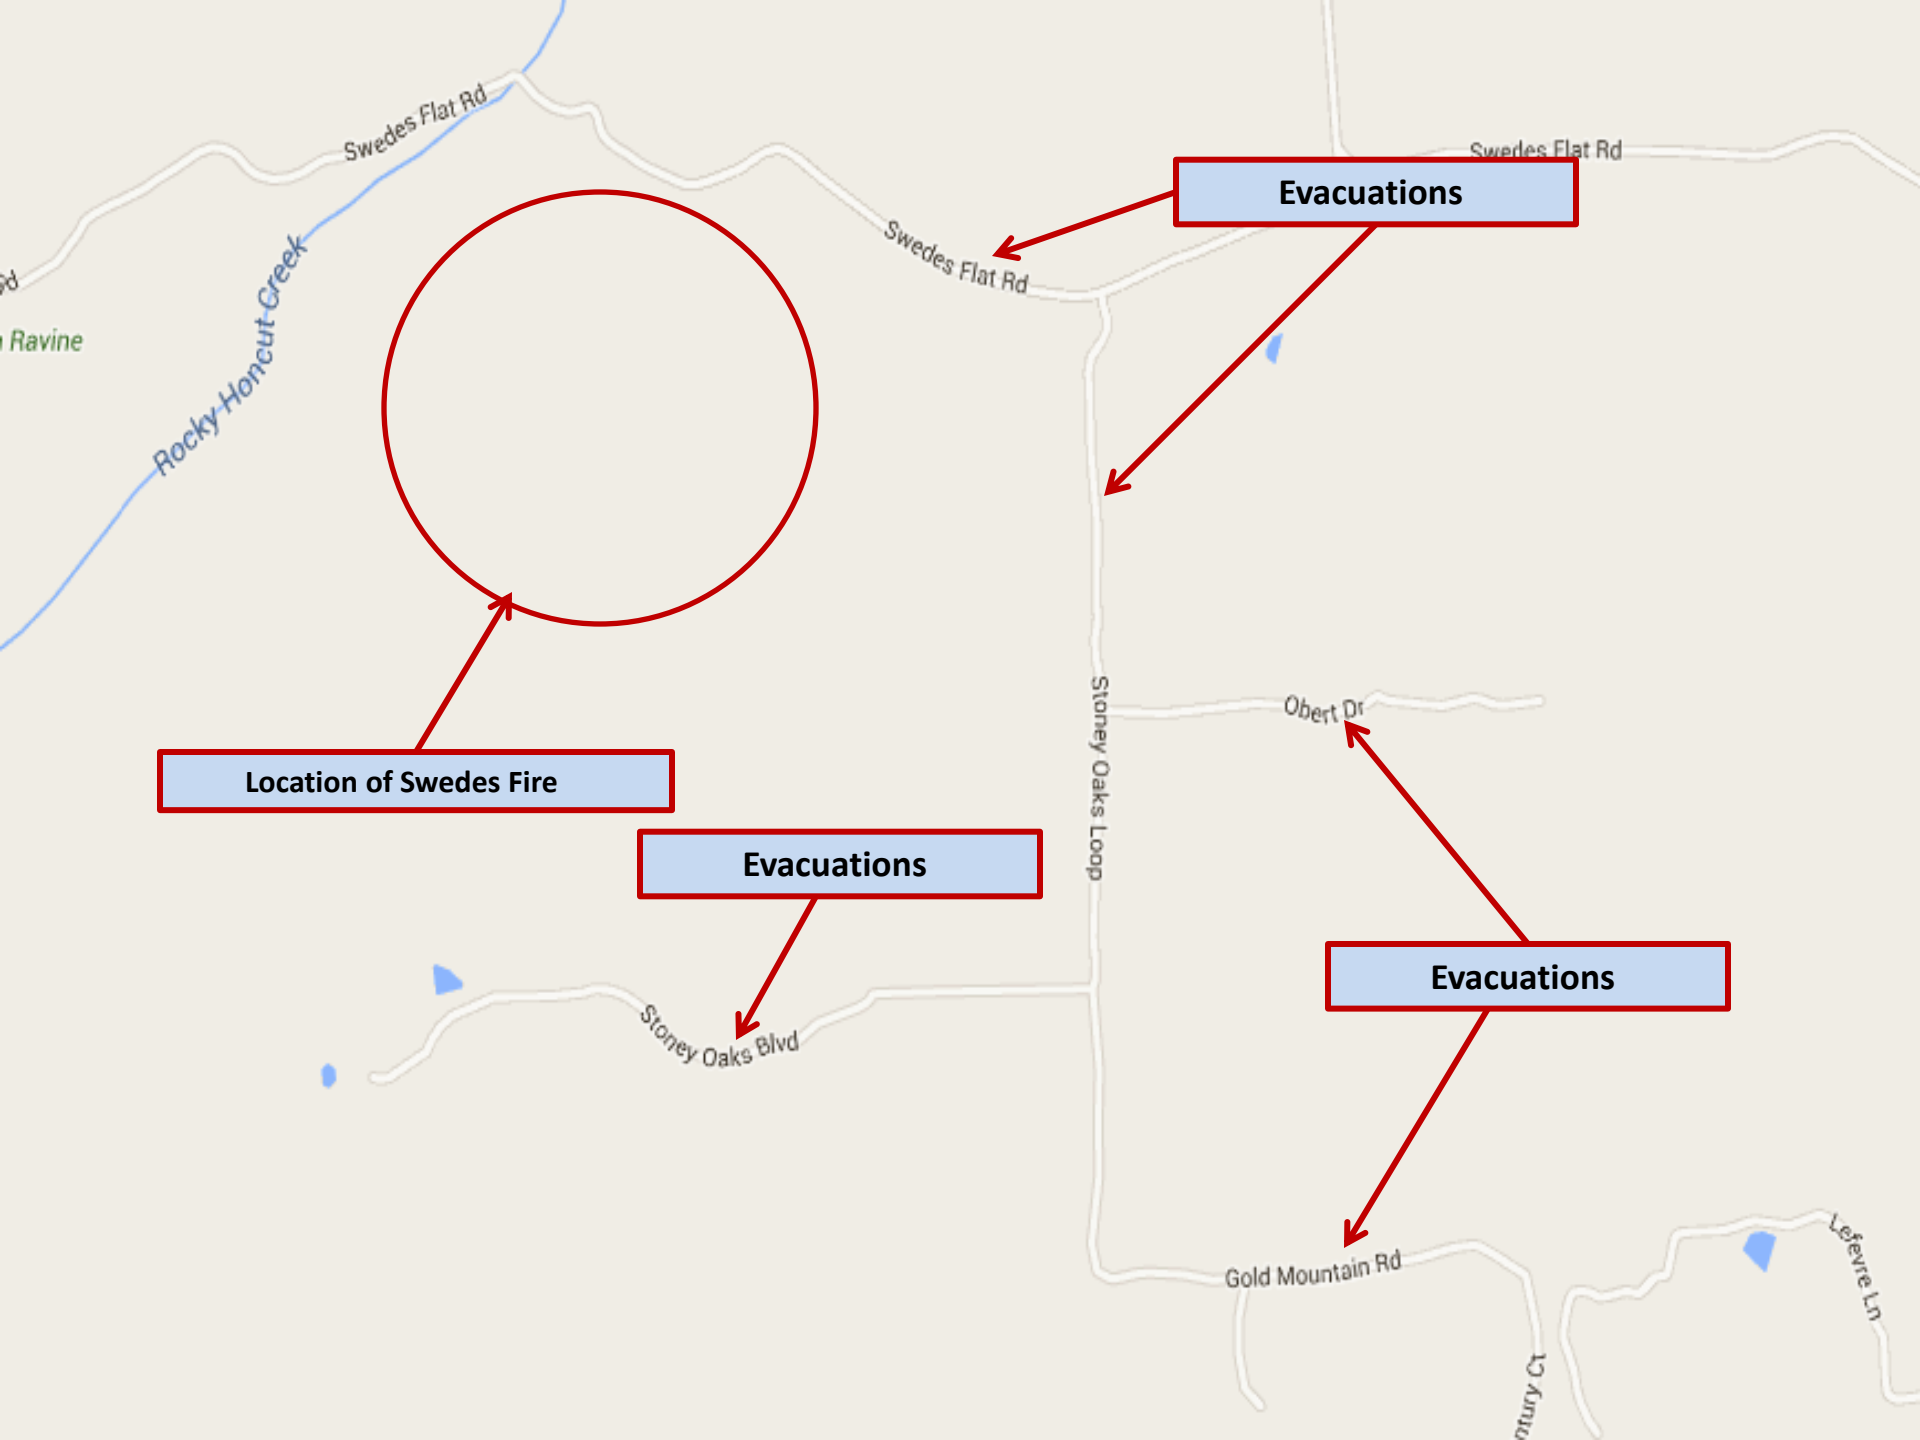 Swedes Flat Rd
Swedes Flat Rd
Evacuations
Rocky Honcut Creek
Swedes Flat Rd
Ravine
Stoney Oaks Loop
Obert Dr
Location of Swedes Fire
Evacuations
Evacuations
Stoney Oaks Blvd
Gold Mountain Rd
Lefevre Ln
Ct